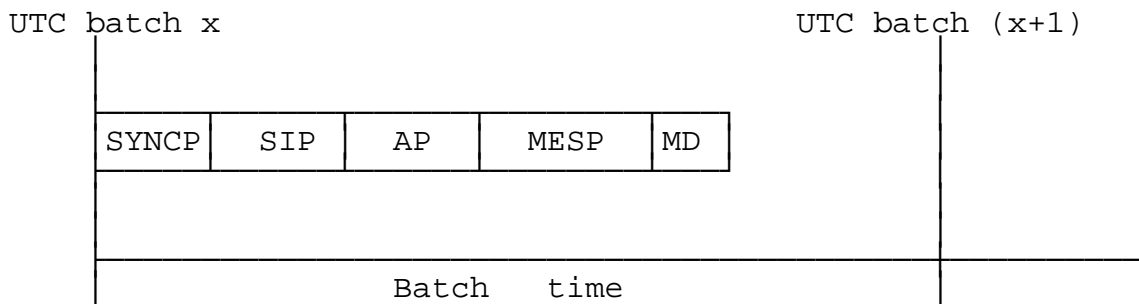 UTC batch x UTC batch (x+1)
SYNCP SIP AP MESP MD
Batch time